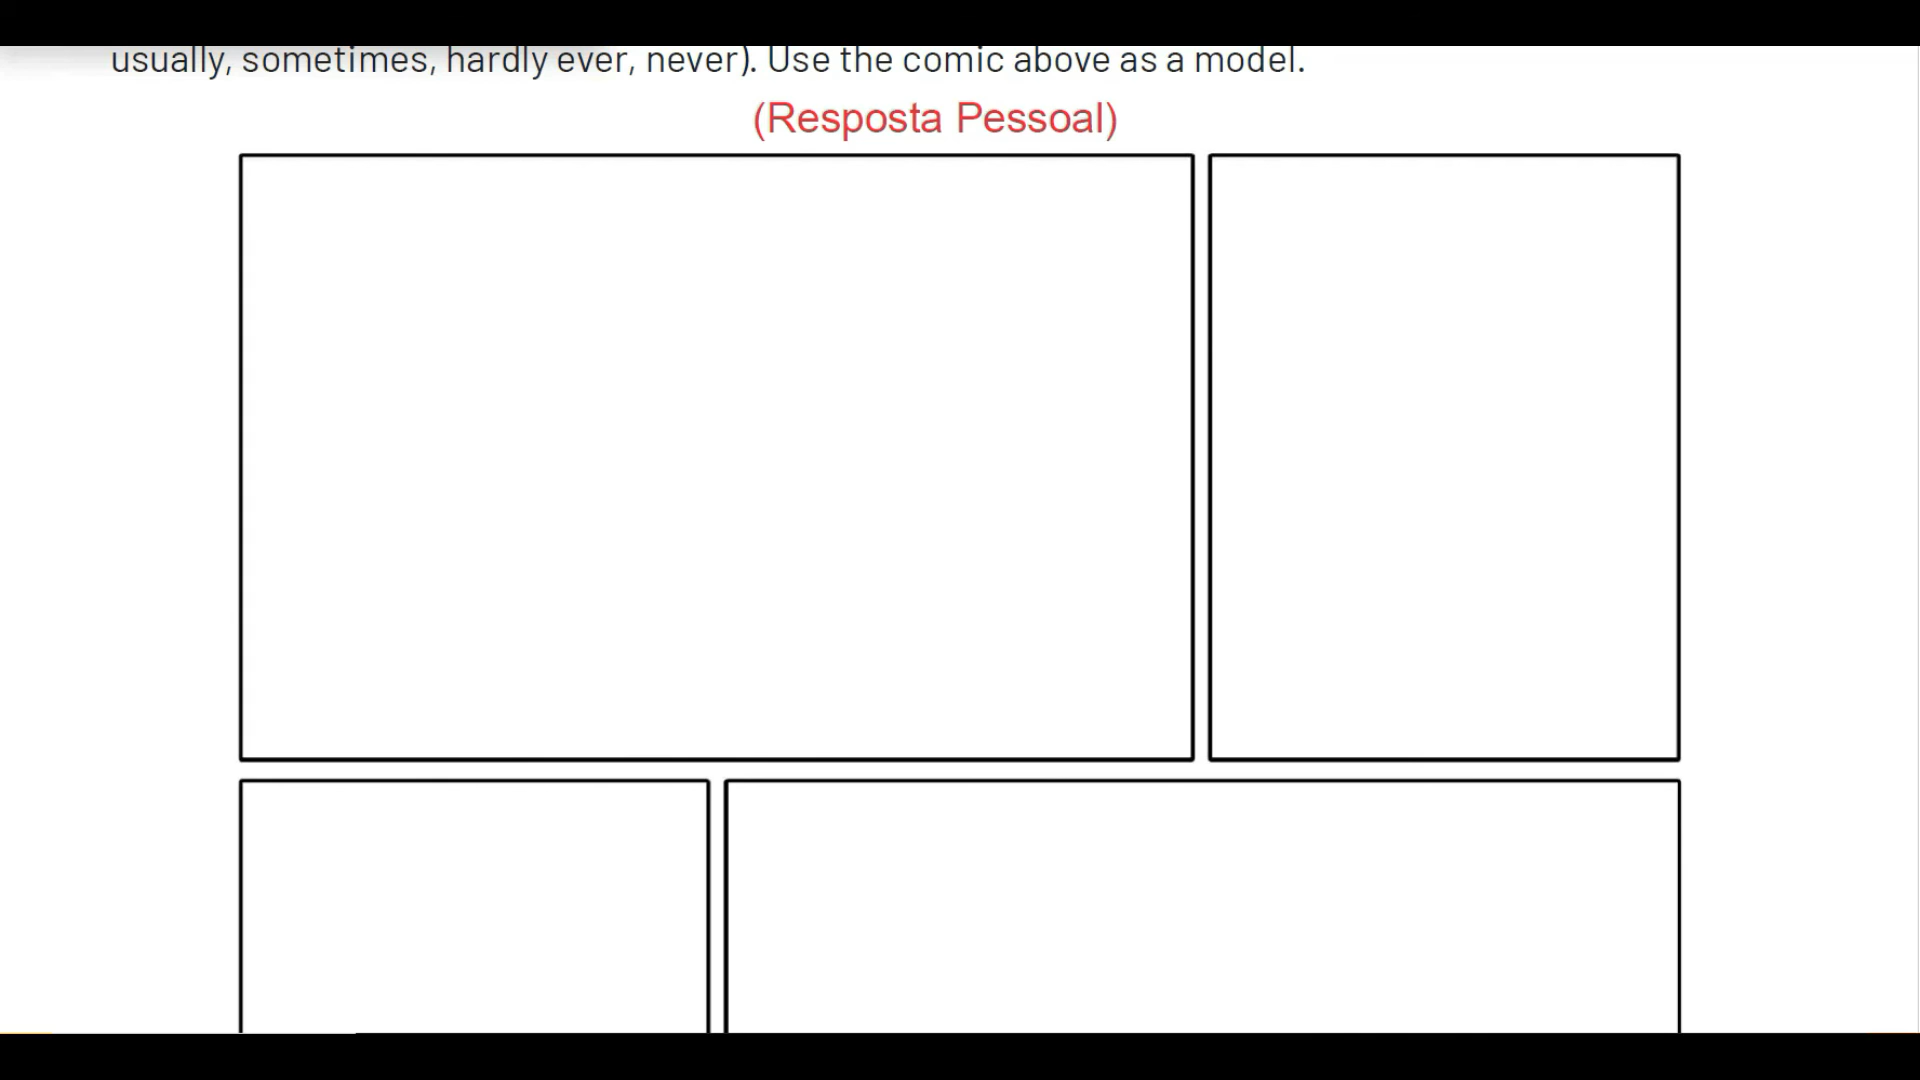 usually, sometimes, hardly ever, never). Use the comic above as a model.
(Resposta Pessoal)